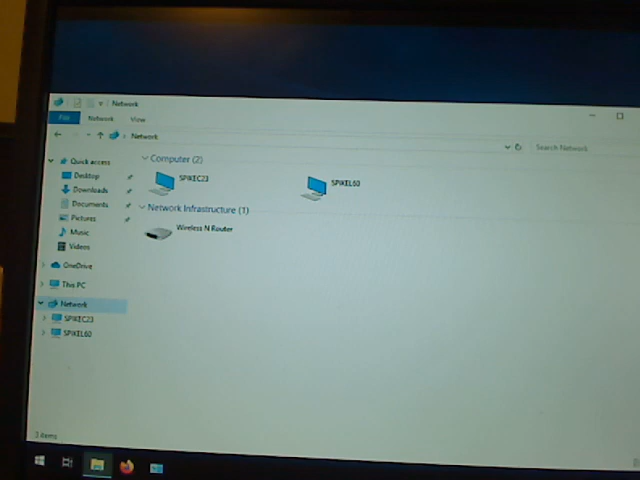 Network
File Network View
Network
Search Network
Quick access
Desktop
Downloads
Documents
Pictures
Music
Videos
OneDrive
This PC
Network
SPIKEC23
SPIKEL60
Computer (2)
SPIKEC23
SPIKEL60
Network Infrastructure (1)
Wireless N Router
3 items